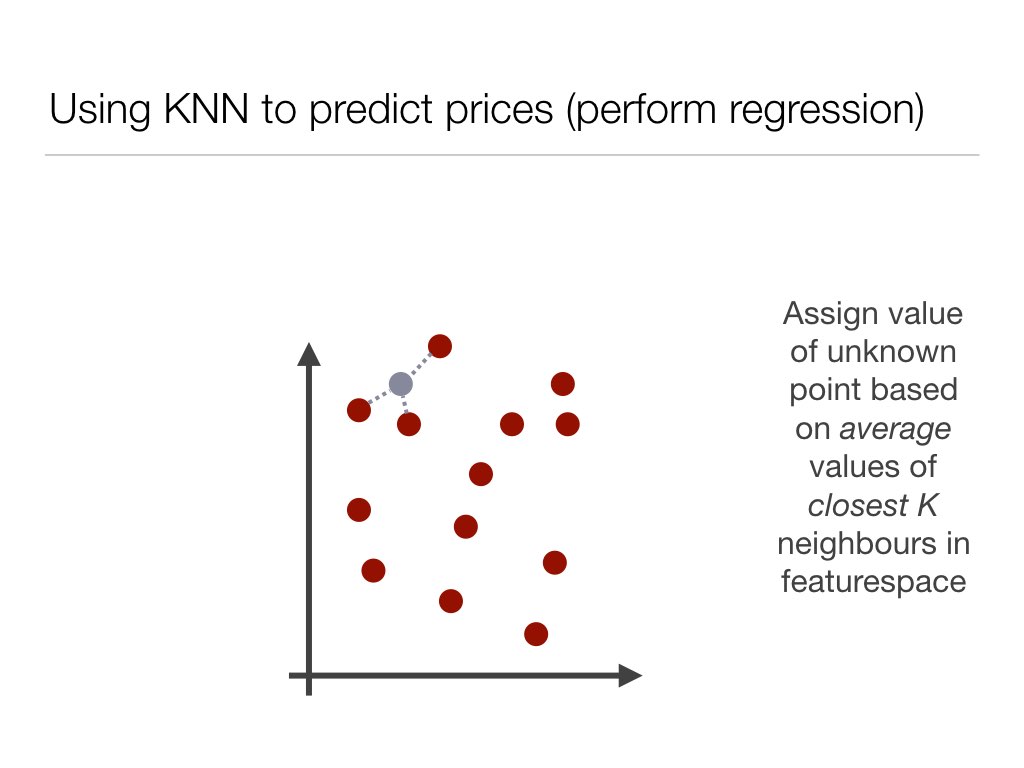 Using KNN to predict prices (perform regression)
Assign value
of unknown
point based
on average
values of
closest K
neighbours in
featurespace